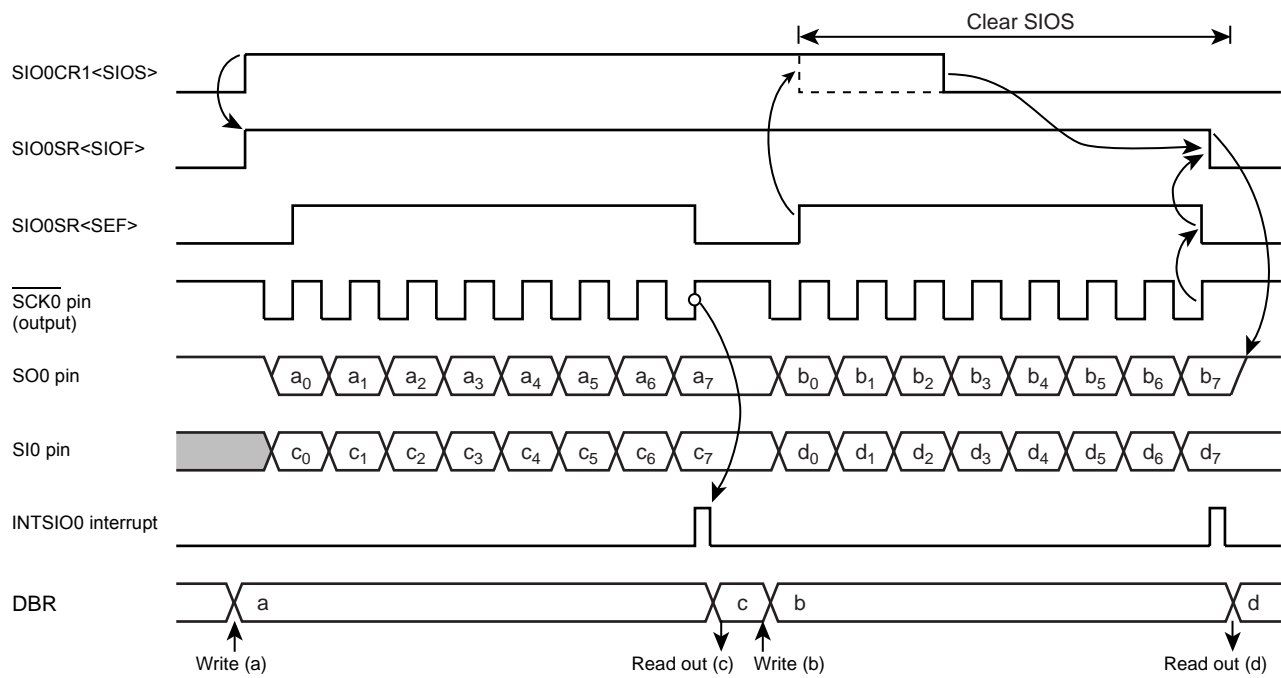 Clear SIOS
SIO0CR1<SIOS>
SIO0SR<SIOF>
SIO0SR<SEF>
SCK0 pin
(output)
SO0 pin a0 a1 a2 a3 a4 a5 a6 a7 b0 b1 b2 b3 b4 b5 b6 b7
SI0 pin c0 c1 c2 c3 c4 c5 c6 c7 d0 d1 d2 d3 d4 d5 d6 d7
INTSIO0 interrupt
DBR a c b d
Write (a) Read out (c) Write (b) Read out (d)